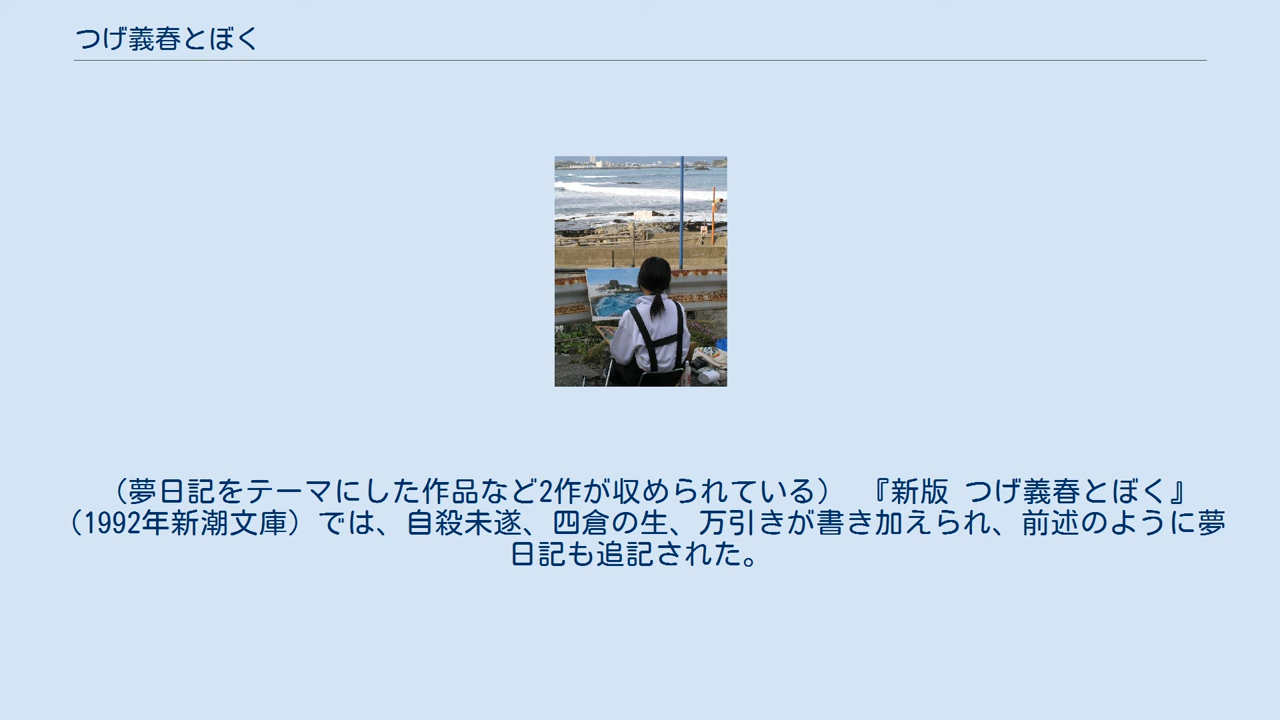 つげ義春とぼく
（夢日記をテーマにした作品など2作が収められている） 『新版 つげ義春とぼく』
（1992年新潮文庫）では、自殺未遂、四倉の生、万引きが書き加えられ、前述のように夢
日記も追記された。